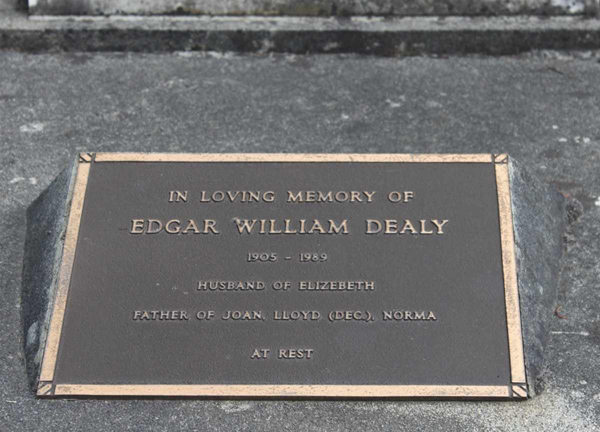 IN LOVING MEMORY OF
EDGAR WILLIAM DEALY
1905 - 1989
HUSBAND OF ELIZEBETH
FATHER OF JOAN, LLOYD (DEC.), NORMA
AT REST